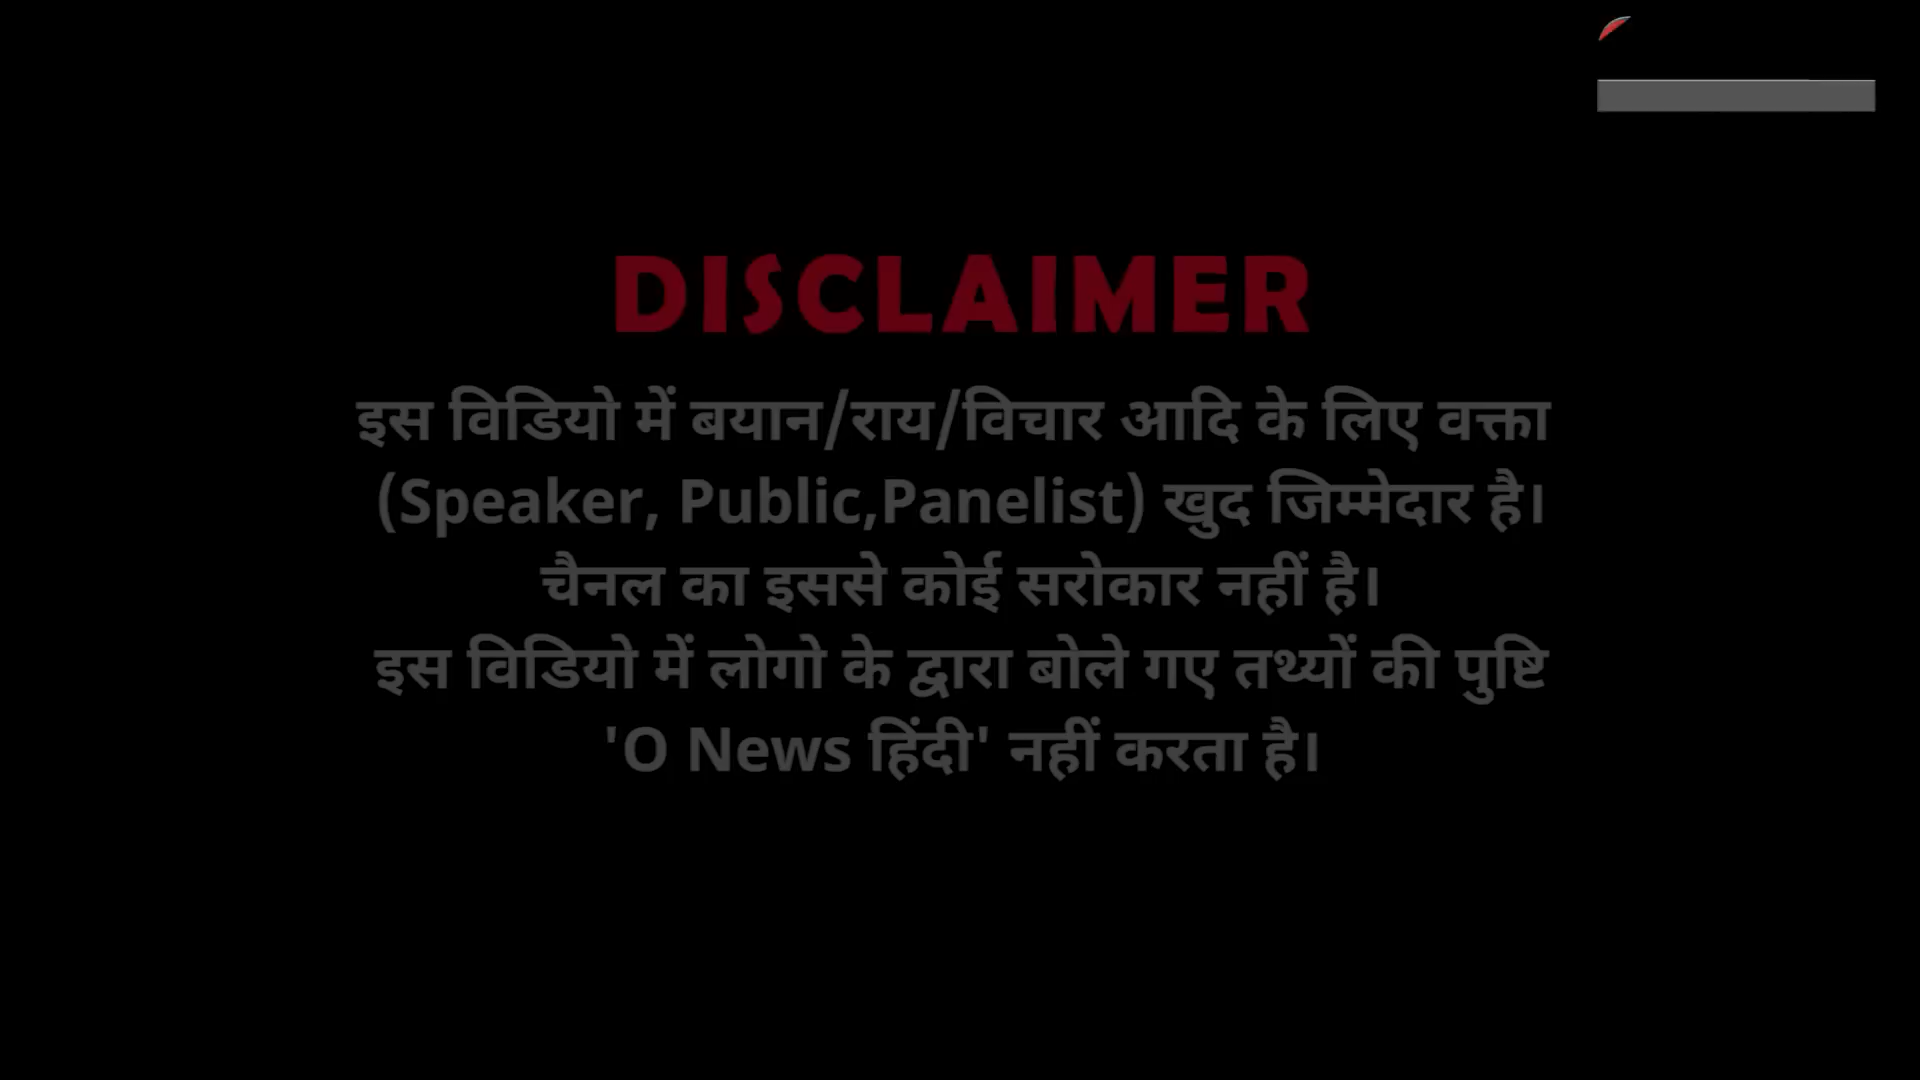 DISCLAIMER
इस विडियो में बयान/राय/विचार आदि के लिए वक्ता
(Speaker, Public,Panelist) खुद जिम्मेदार है।
चैनल का इससे कोई सरोकार नहीं है।
इस विडियो में लोगो के द्वारा बोले गए तथ्यों की पुष्टि
'O News हिंदी' नहीं करता है।